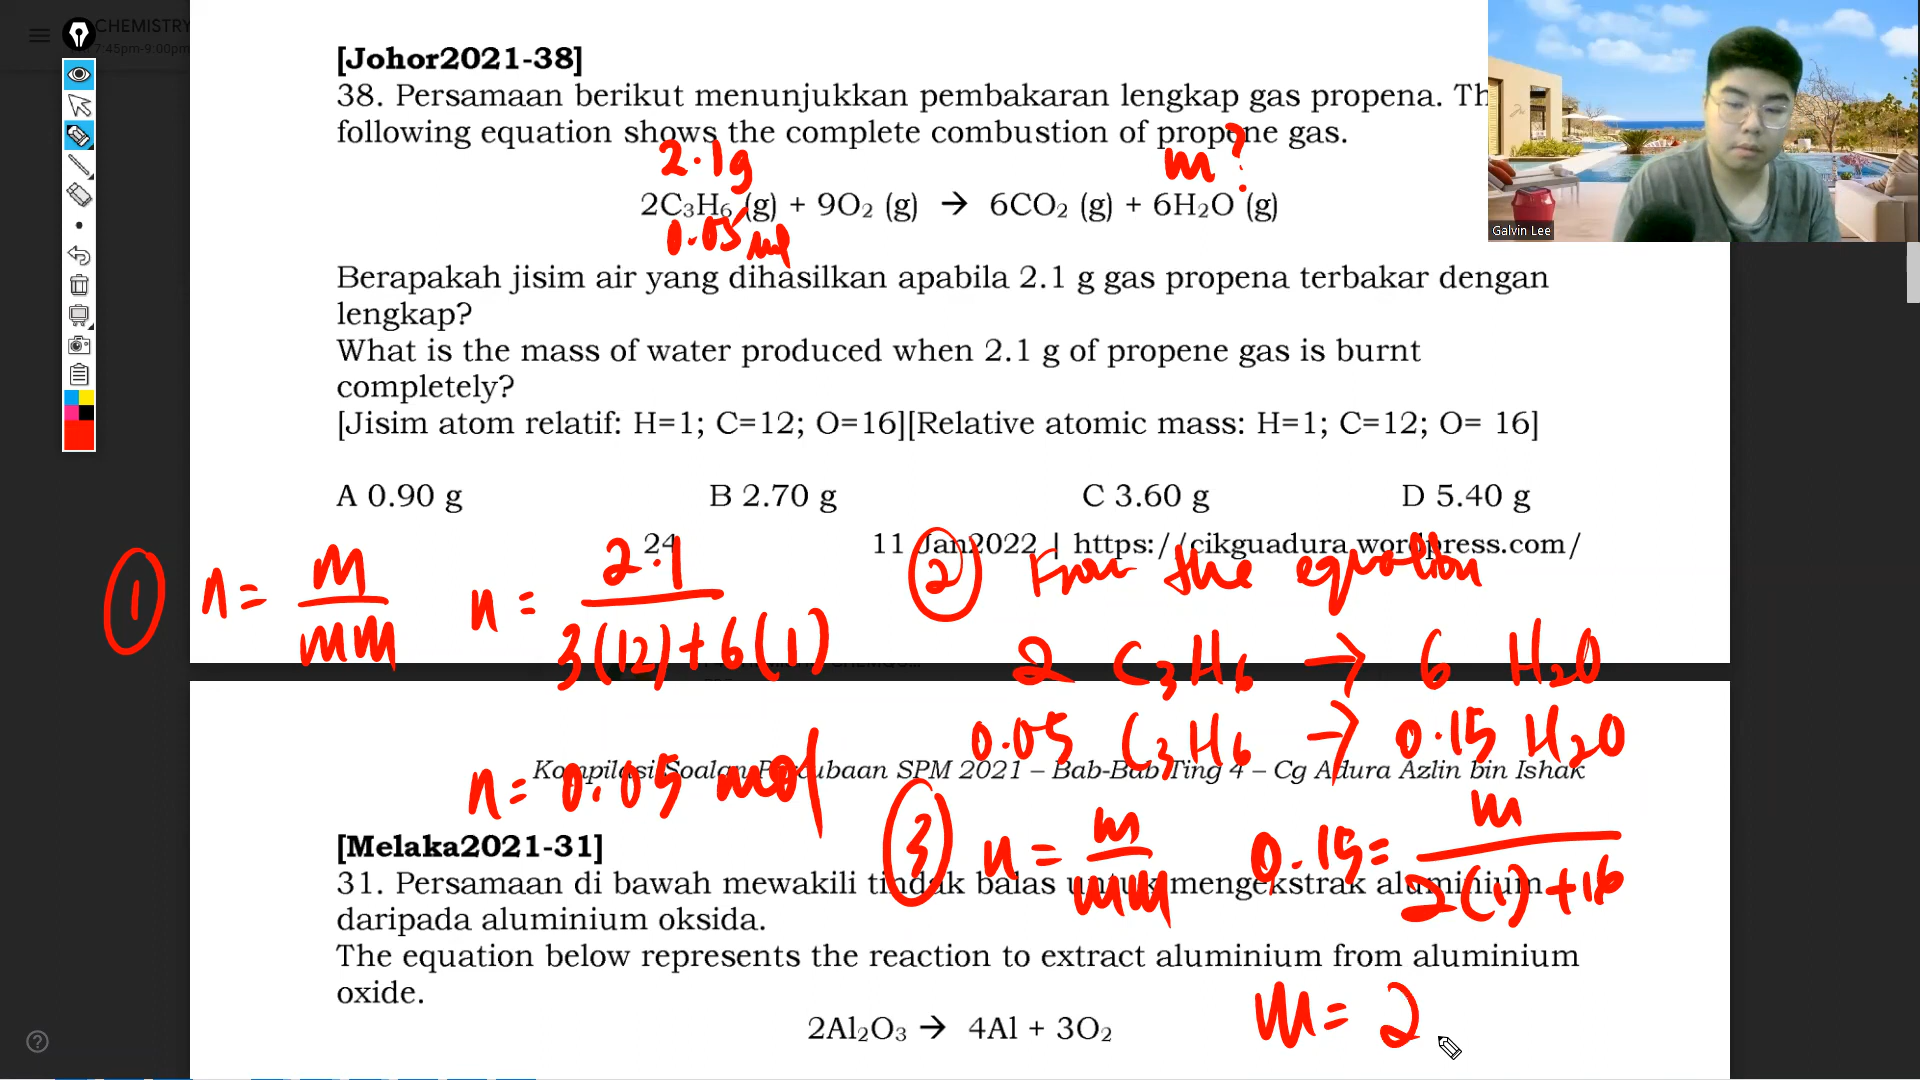 CHEMISTRY
7:45pm-9:00pm
[Johor2021-38]
38. Persamaan berikut menunjukkan pembakaran lengkap gas propena. Th
following equation shows the complete combustion of propene gas.
2.1g
m?
2C₃H₆ (g) + 9O₂ (g) → 6CO₂ (g) + 6H₂O (g)
0.05 mol
Galvin Lee
Berapakah jisim air yang dihasilkan apabila 2.1 g gas propena terbakar dengan
lengkap?
What is the mass of water produced when 2.1 g of propene gas is burnt
completely?
[Jisim atom relatif: H=1; C=12; O=16][Relative atomic mass: H=1; C=12; O= 16]
A 0.90 g B 2.70 g C 3.60 g D 5.40 g
24 11 Jan2022 | https://cikguadura.wordpress.com/
① n = m/mm n = 2.1/3(12)+6(1)
n = 0.05 mol
② From the equation
2 C₃H₆ → 6 H₂O
0.05 C₃H₆ → 0.15 H₂O
Kompilasi Soalan Percubaan SPM 2021 – Bab-Bab Ting 4 – Cg Adura Azlin bin Ishak
③ n = m/mm 0.15 = m/2(1)+16
m = 2
[Melaka2021-31]
31. Persamaan di bawah mewakili tindak balas untuk mengekstrak aluminium
daripada aluminium oksida.
The equation below represents the reaction to extract aluminium from aluminium
oxide.
2Al₂O₃ → 4Al + 3O₂